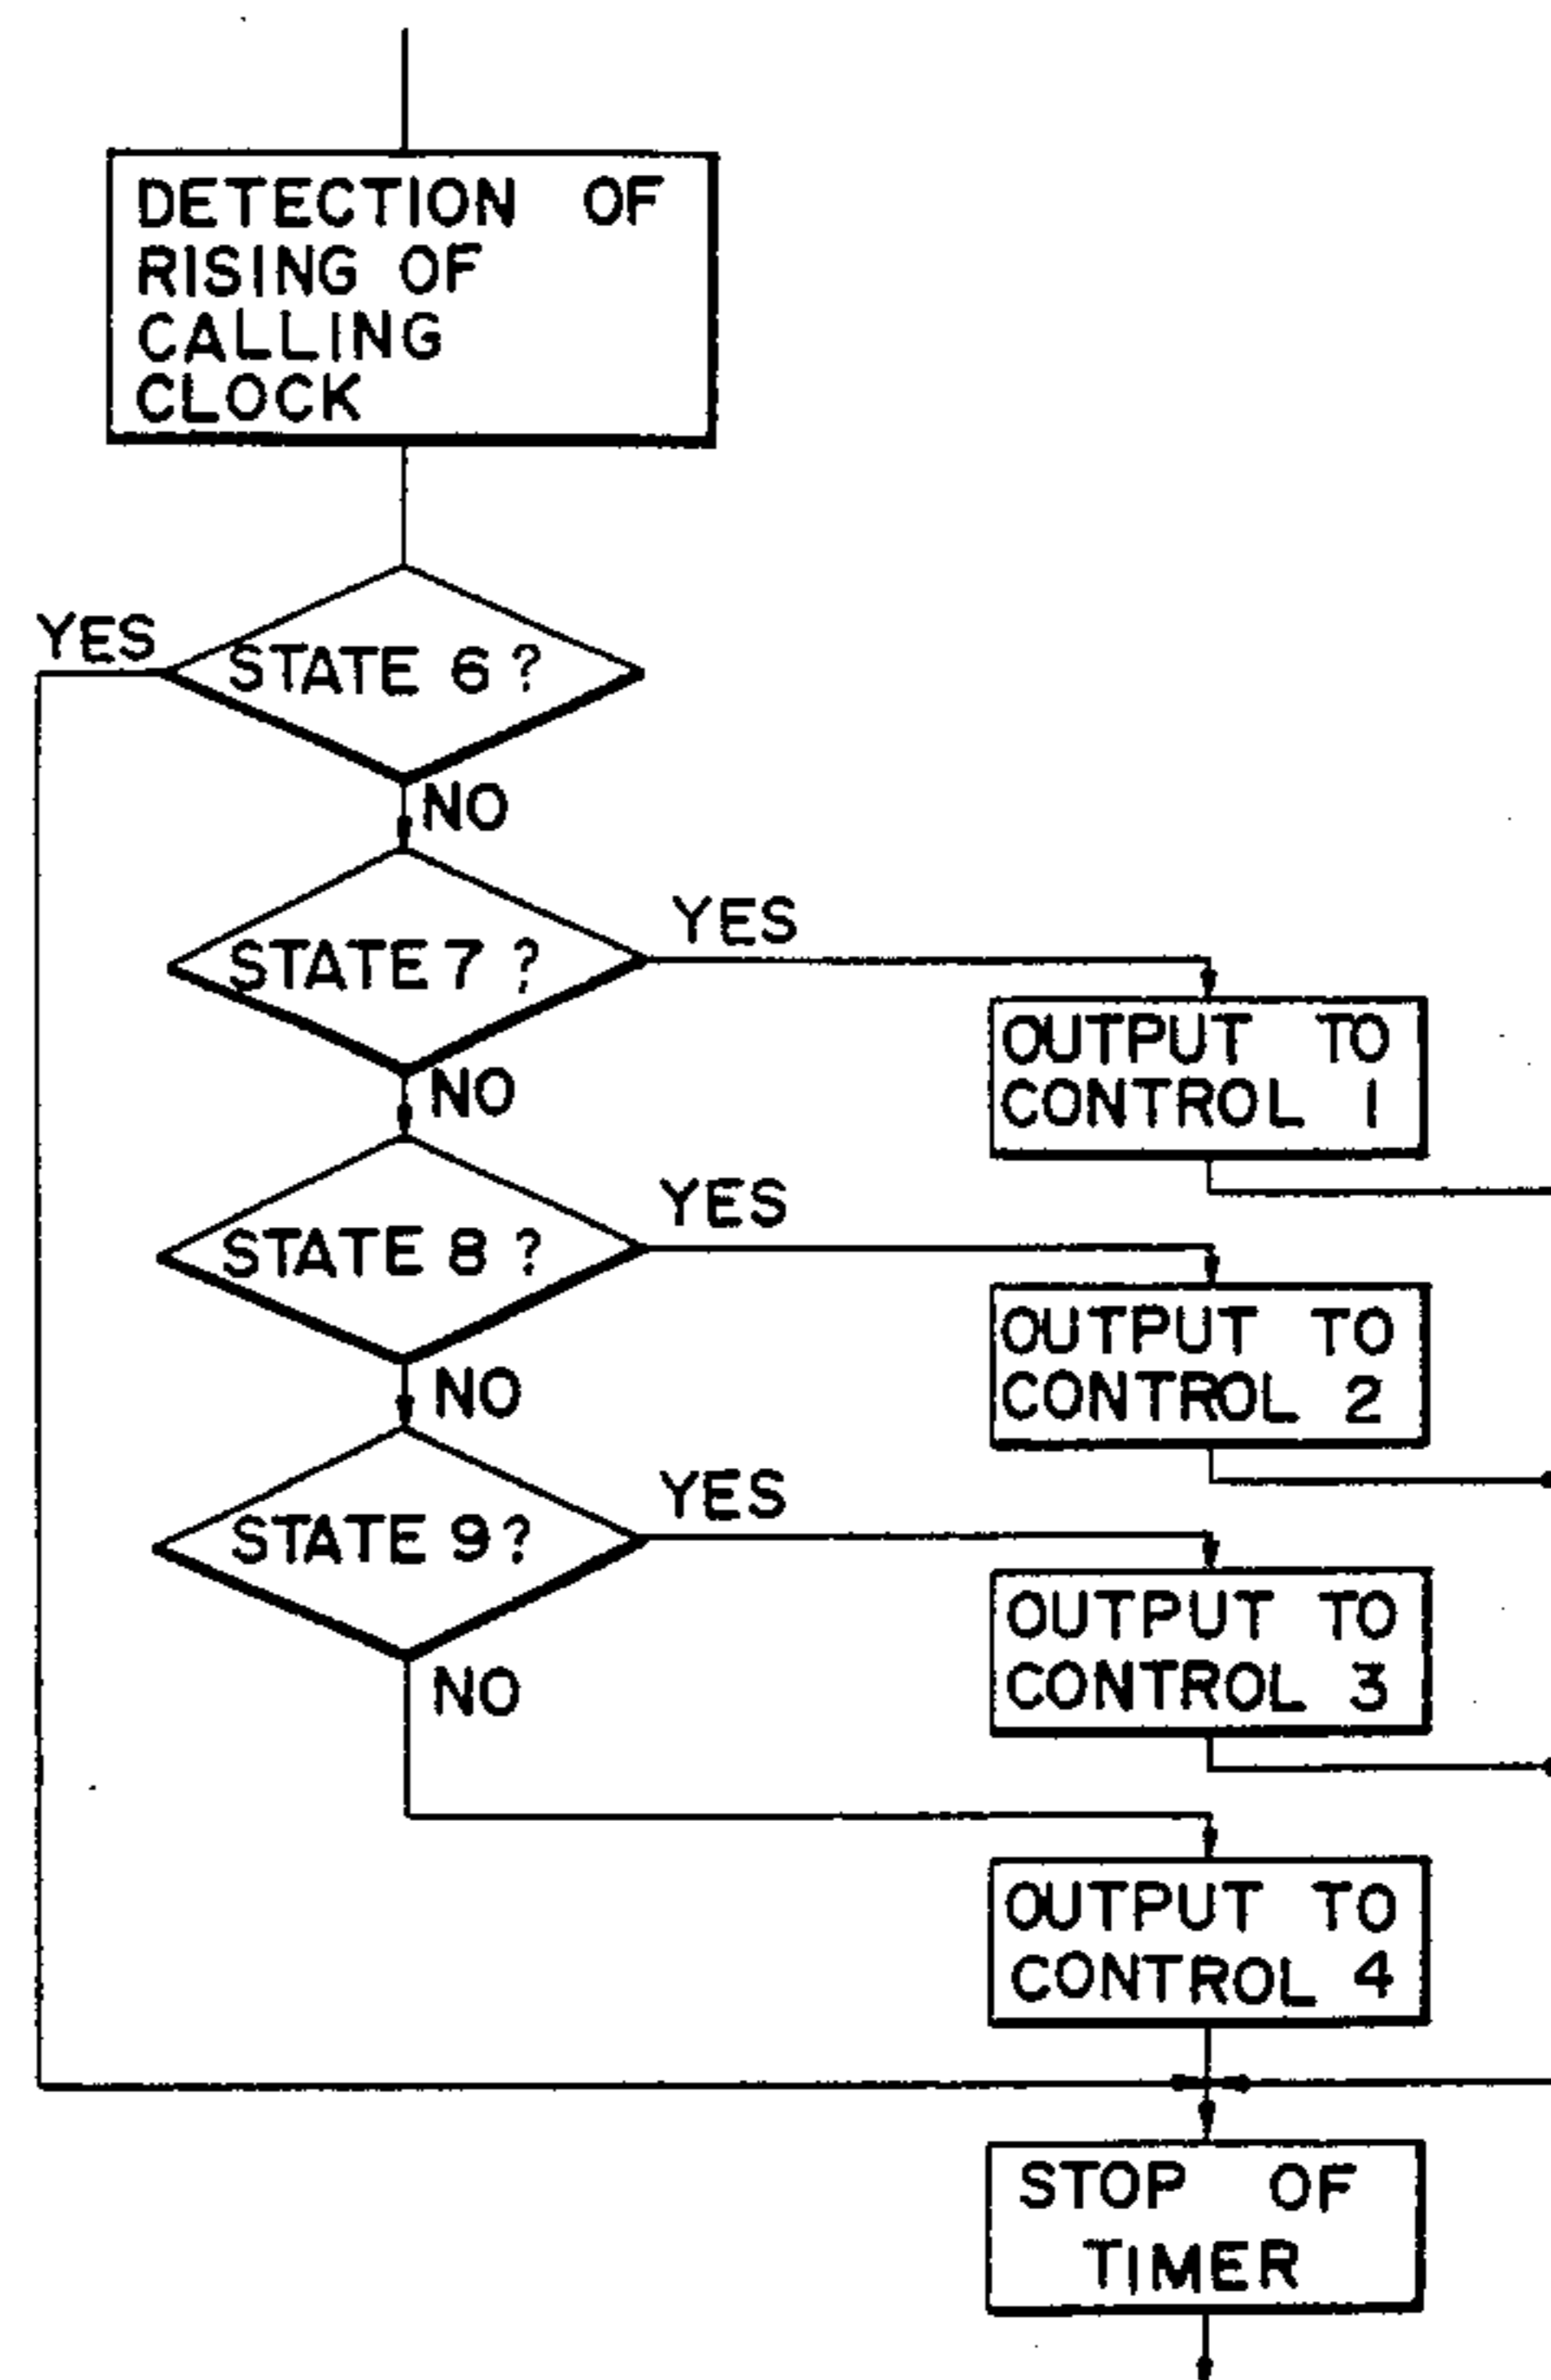 DETECTION OF
RISING OF
CALLING
CLOCK
YES
STATE 6 ?
NO
STATE 7 ?
YES
OUTPUT TO
CONTROL 1
NO
STATE 8 ?
YES
OUTPUT TO
CONTROL 2
NO
STATE 9 ?
YES
OUTPUT TO
CONTROL 3
NO
OUTPUT TO
CONTROL 4
STOP OF
TIMER